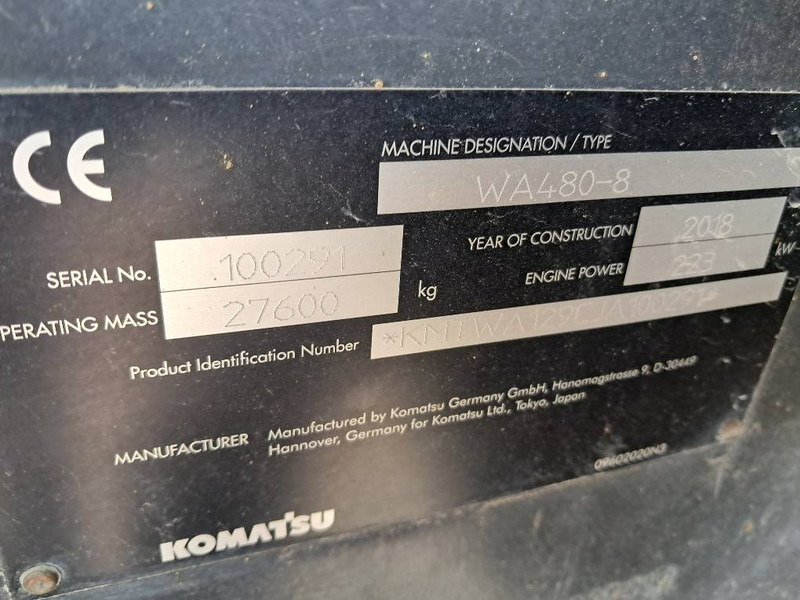 CE
MACHINE DESIGNATION / TYPE
WA480-8
SERIAL No. 100291
YEAR OF CONSTRUCTION 2018
PERATING MASS 27600 kg
ENGINE POWER 223 kW
Product Identification Number
MANUFACTURER
Manufactured by Komatsu Germany GmbH, Hanomagstrasse 9, D-30449
Hannover, Germany for Komatsu Ltd., Tokyo, Japan
09602020N3
KOMATSU